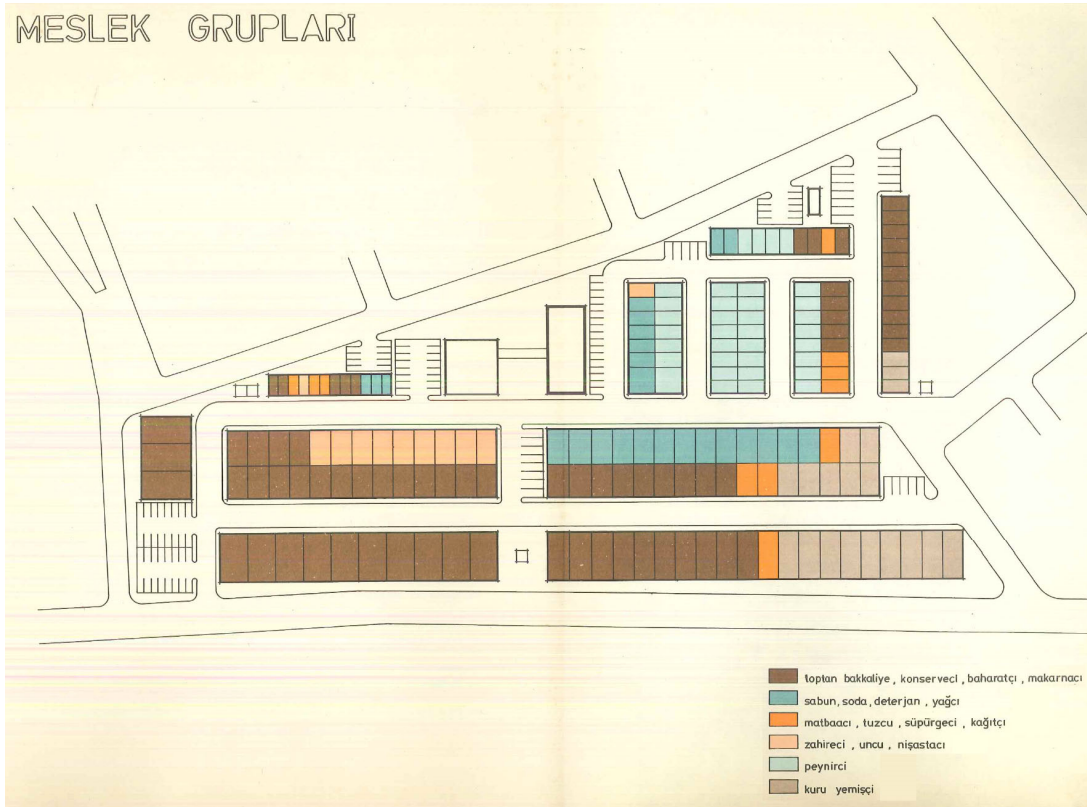 MESLEK GRUPLARI
toptan bakkaliye, konserveci, baharatçı, makarnacı
sabun, soda, deterjan, yağcı
matbaacı, tuzcu, süpürgeci, kağıtçı
zahireci, uncu, nişastacı
peynirci
kuru yemişçi